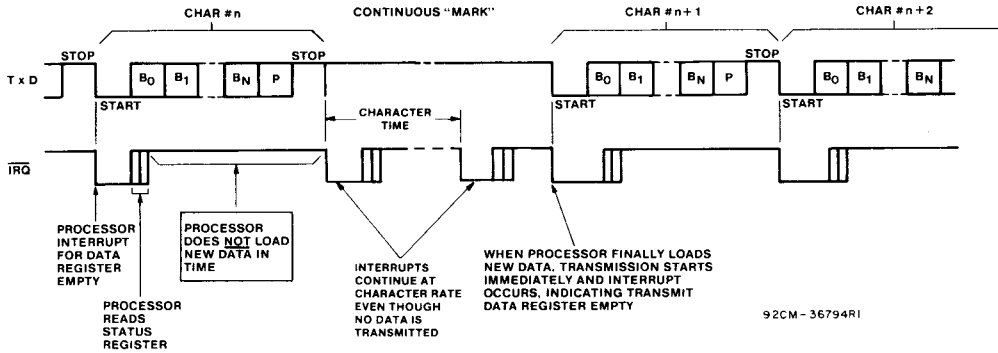 CHAR #n
CONTINUOUS "MARK"
CHAR #n+1
CHAR #n+2
STOP
STOP
STOP
T x D
B0
B1
BN
P
B0
B1
BN
P
B0
B1
BN
START
START
START
CHARACTER
TIME
IRQ
PROCESSOR
INTERRUPT
FOR DATA
REGISTER
EMPTY
PROCESSOR
READS
STATUS
REGISTER
PROCESSOR
DOES NOT LOAD
NEW DATA IN
TIME
INTERRUPTS
CONTINUE AT
CHARACTER RATE
EVEN THOUGH
NO DATA IS
TRANSMITTED
WHEN PROCESSOR FINALLY LOADS
NEW DATA, TRANSMISSION STARTS
IMMEDIATELY AND INTERRUPT
OCCURS, INDICATING TRANSMIT
DATA REGISTER EMPTY
92CM-36794R1